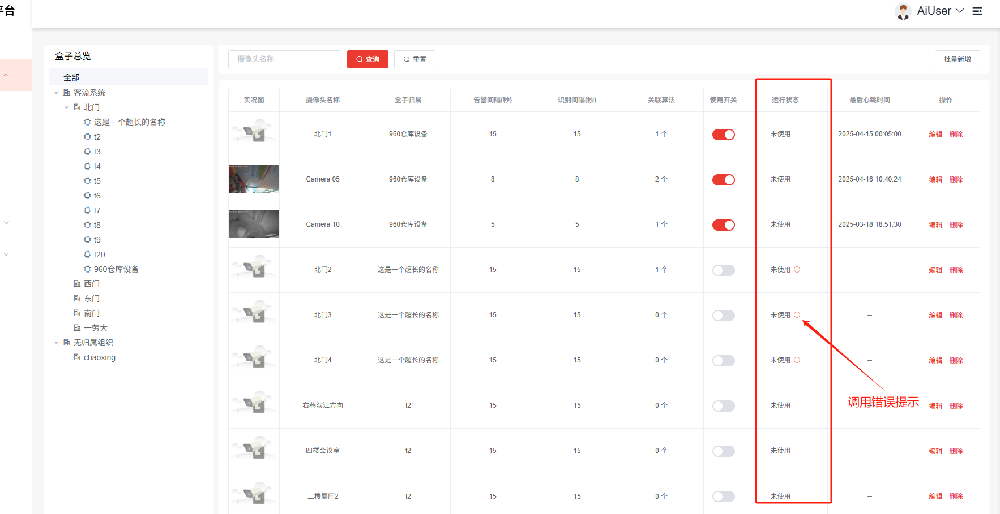 平台
AiUser
盒子总览
全部
客流系统
北门
这是一个超长的名称
t2
t3
t4
t5
t6
t7
t8
t9
t20
960仓库设备
西门
东门
南门
一劳大
无归属组织
chaoxing
摄像头名称 查询 重置 批量新增
实况图 摄像头名称 盒子归属 告警间隔(秒) 识别间隔(秒) 关联算法 使用开关 运行状态 最后心跳时间 操作
北门1 960仓库设备 15 15 1 个 未使用 2025-04-15 00:05:00 编辑 删除
Camera 05 960仓库设备 8 8 2 个 未使用 2025-04-16 10:40:24 编辑 删除
Camera 10 960仓库设备 5 5 1 个 未使用 2025-03-18 18:51:30 编辑 删除
北门2 这是一个超长的名称 15 15 1 个 未使用 -- 编辑 删除
北门3 这是一个超长的名称 15 15 0 个 未使用 -- 编辑 删除
北门4 这是一个超长的名称 15 15 0 个 未使用 -- 编辑 删除
右巷滨江方向 t2 15 15 0 个 未使用 -- 编辑 删除
调用错误提示
四楼会议室 t2 15 15 0 个 未使用 -- 编辑 删除
三楼展厅2 t2 15 15 0 个 未使用 -- 编辑 删除